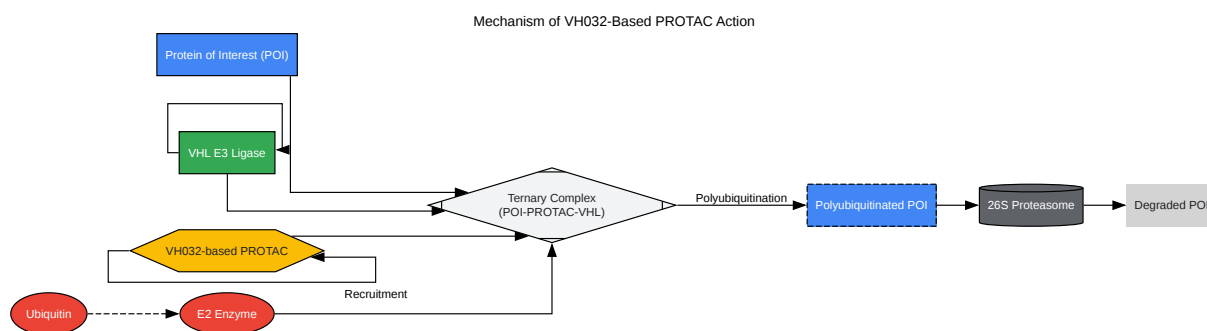 Mechanism of VH032-Based PROTAC Action
Protein of Interest (POI)
VHL E3 Ligase
Ternary Complex
(POI-PROTAC-VHL)
Polyubiquitination
Polyubiquitinated POI
26S Proteasome
Degraded POI
VH032-based PROTAC
Recruitment
Ubiquitin
E2 Enzyme